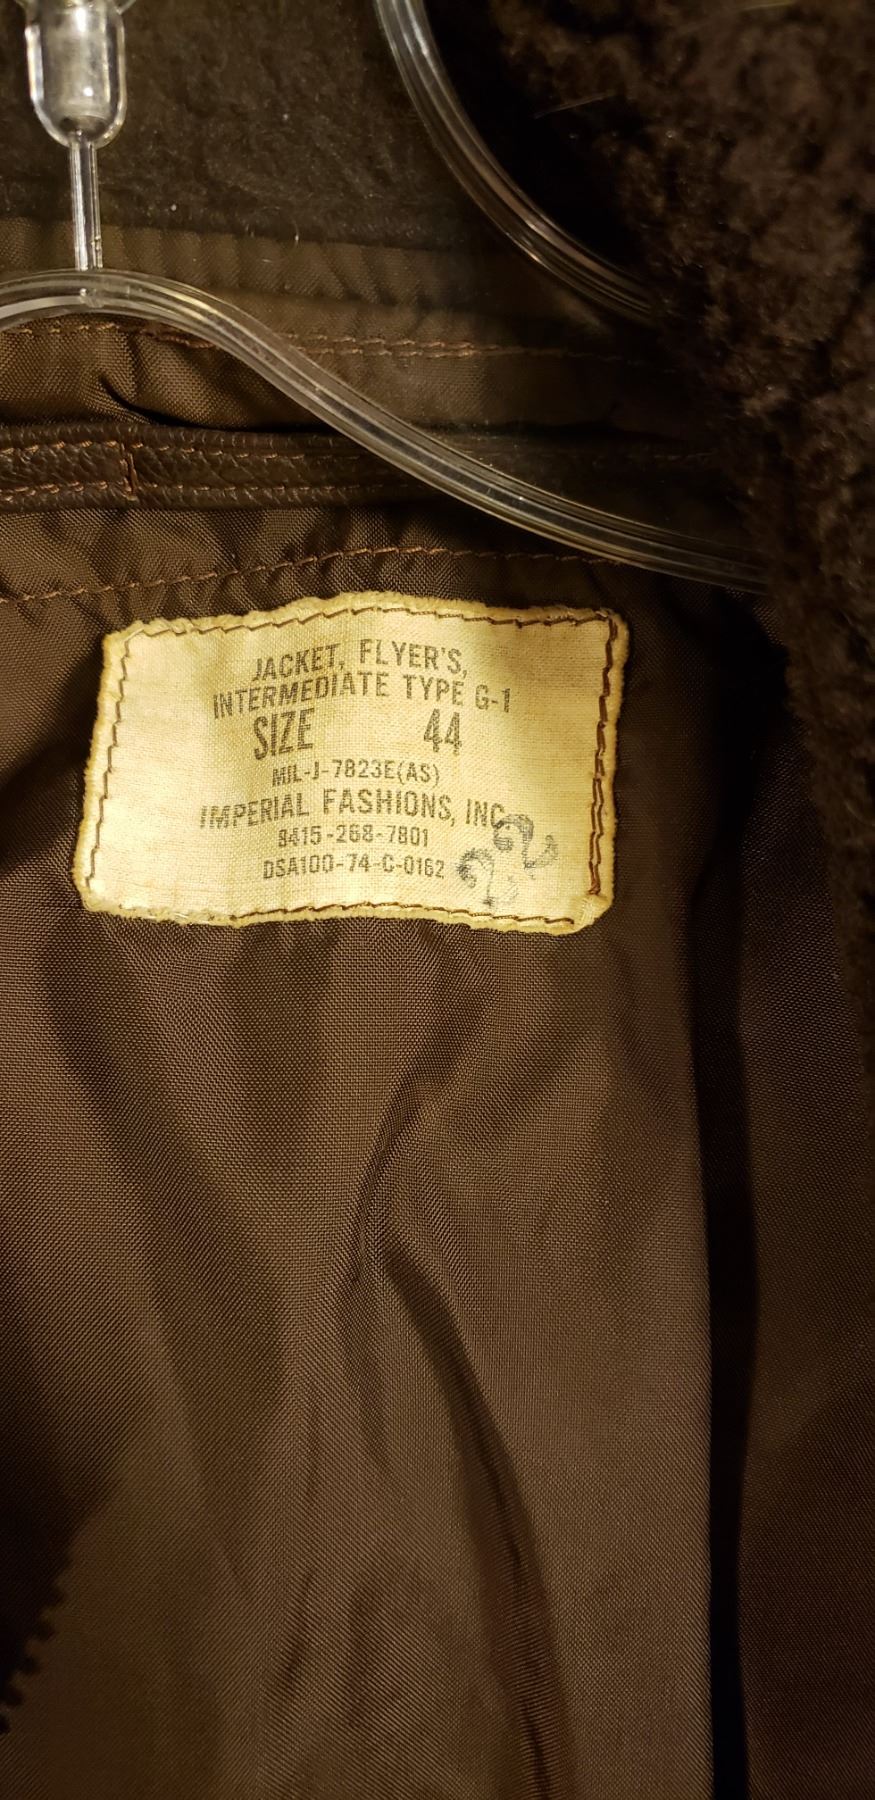 JACKET, FLYER'S,
INTERMEDIATE TYPE G-1
SIZE 44
MIL-J-7823E(AS)
IMPERIAL FASHIONS, INC.
8415-268-7801
DSA100-74-C-0162